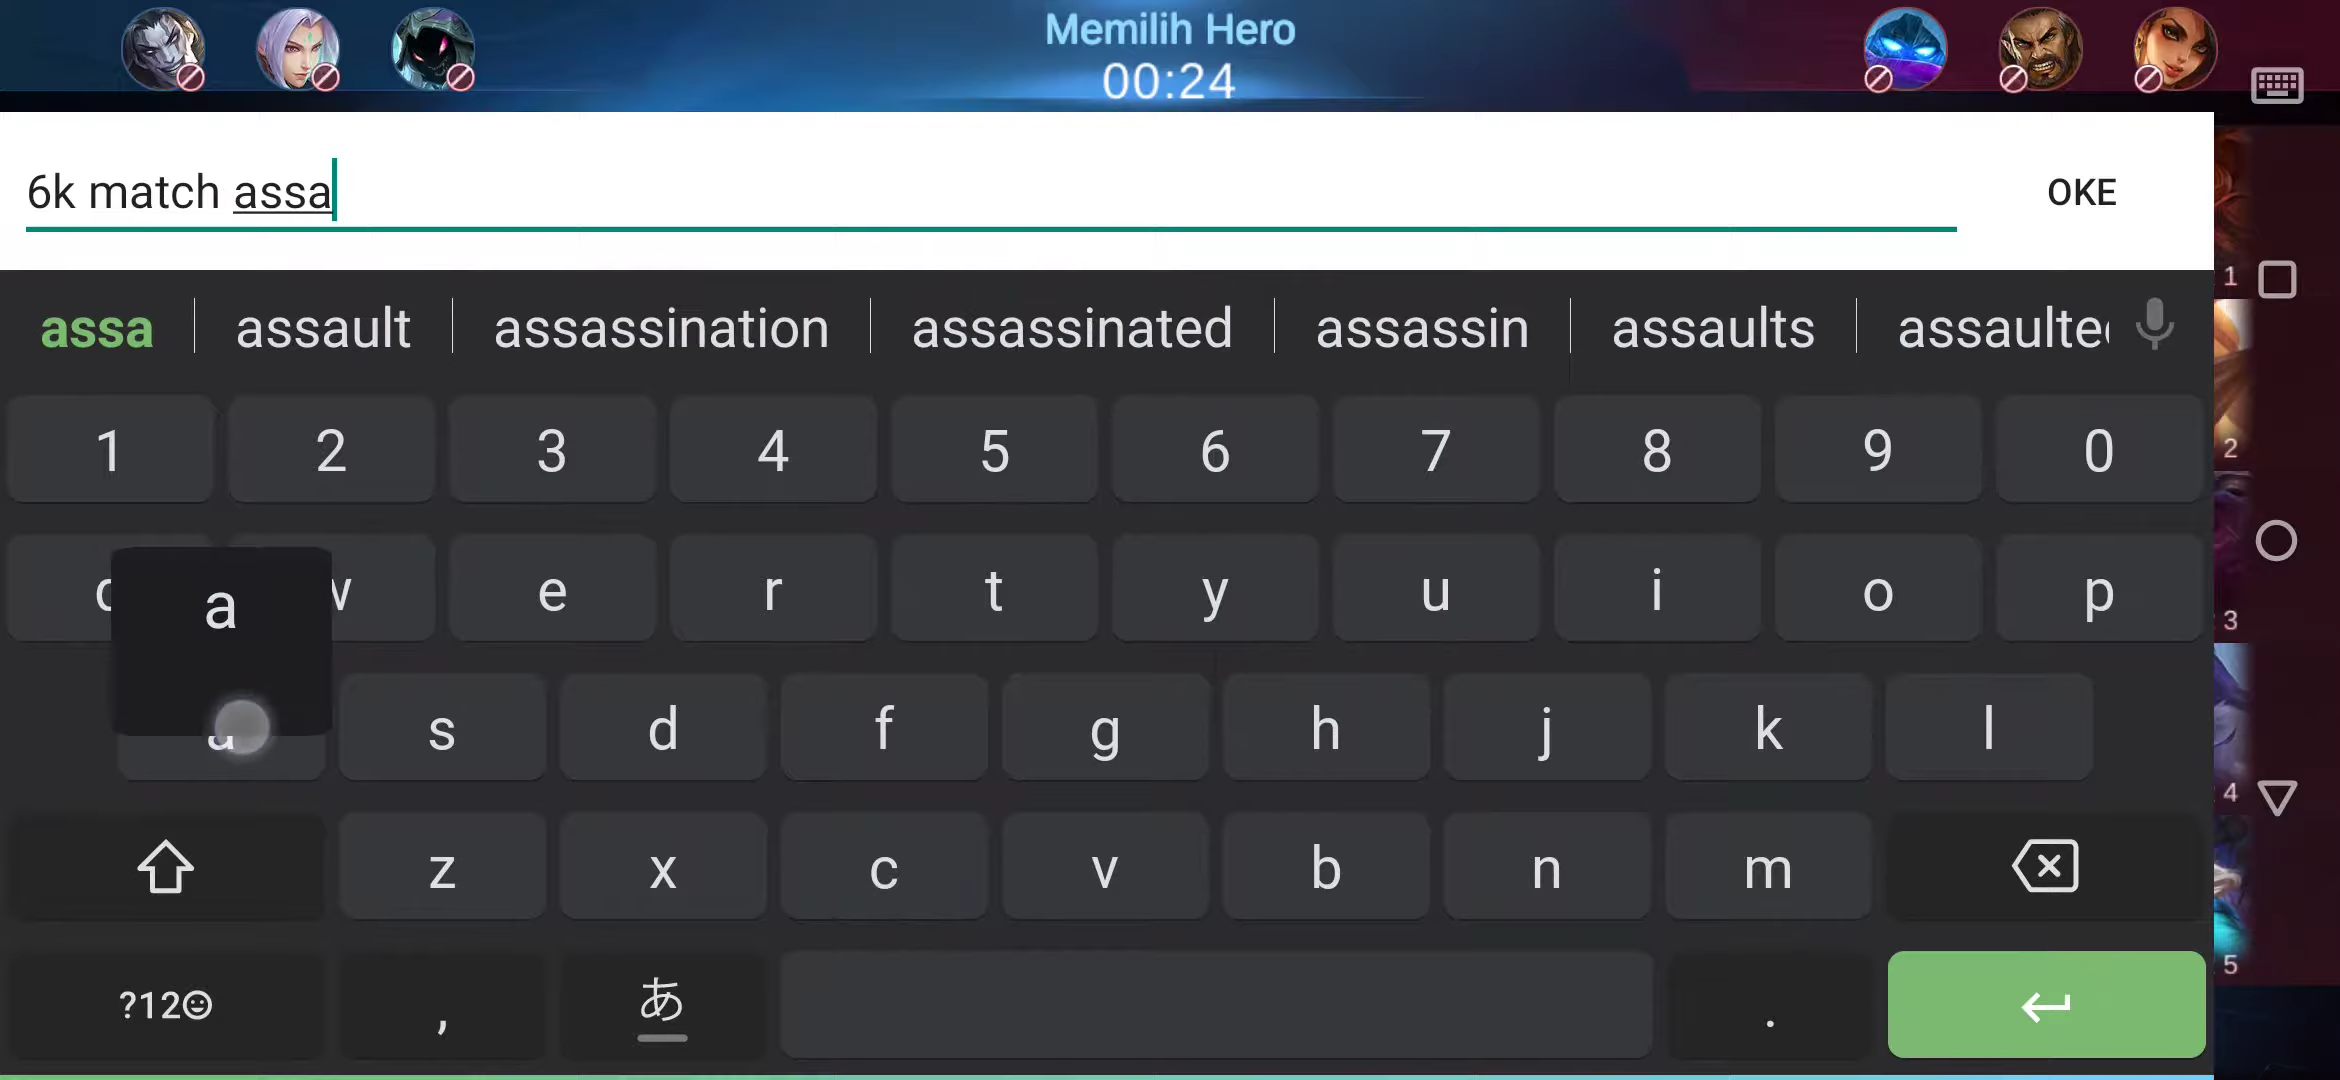 Memilih Hero
00:24
6k match assa
OKE
assa assault assassination assassinated assassin assaults assaulted
1 2 3 4 5 6 7 8 9 0
e r t y u i o p
a
s d f g h j k l
z x c v b n m
?12 , あ .
1
2
3
4
5